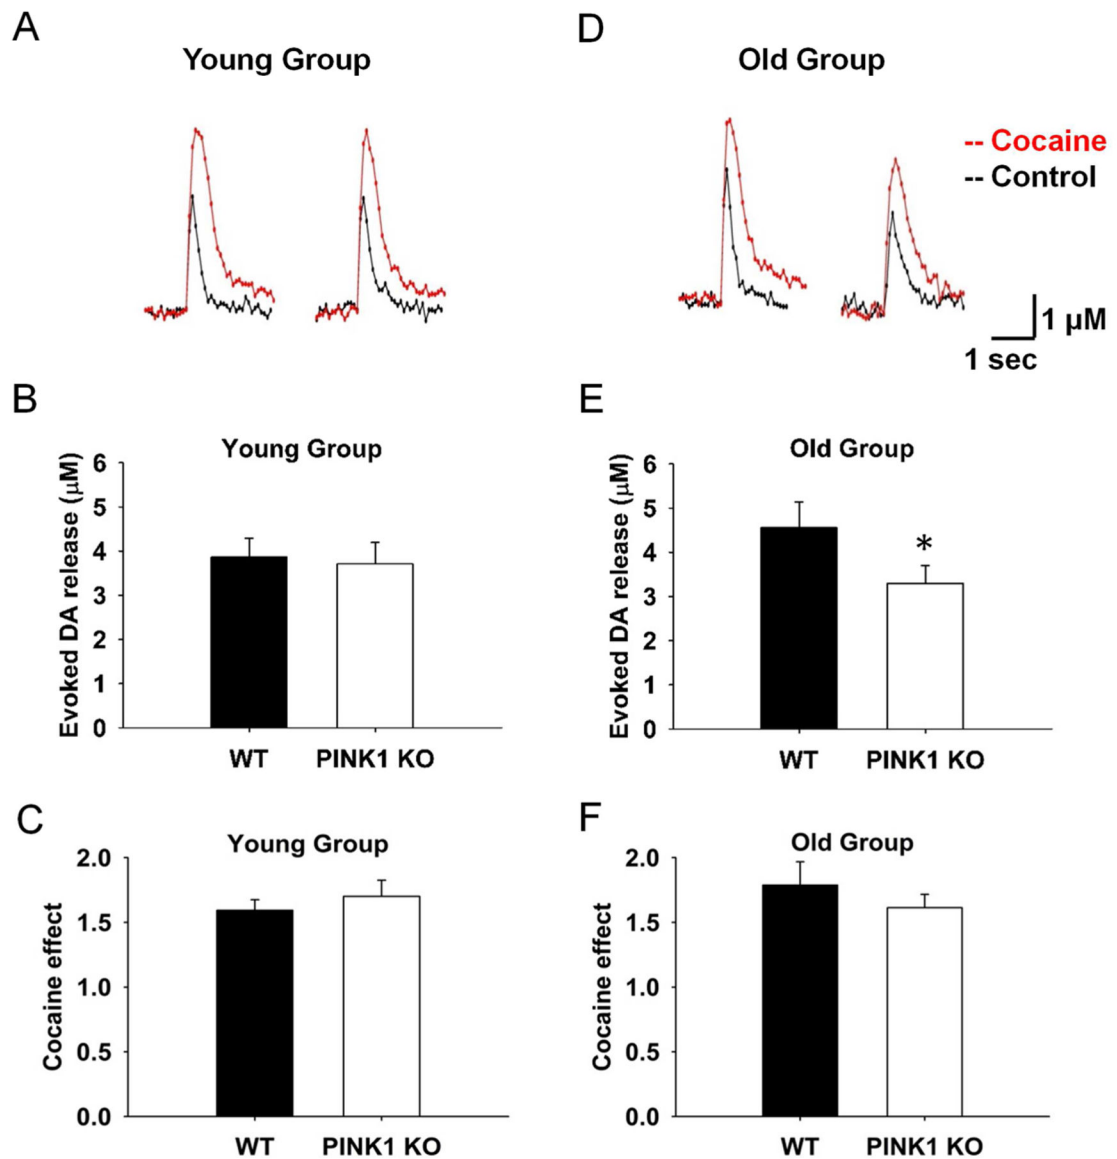 A
Young Group
D
Old Group
-- Cocaine
-- Control
1 µM
1 sec
B
Young Group
Evoked DA release (µM)
6
5
4
3
2
1
0
WT
PINK1 KO
E
Old Group
Evoked DA release (µM)
6
5
4
3
2
1
0
*
WT
PINK1 KO
C
Young Group
Cocaine effect
2.0
1.5
1.0
0.5
0.0
WT
PINK1 KO
F
Old Group
Cocaine effect
2.0
1.5
1.0
0.5
0.0
WT
PINK1 KO